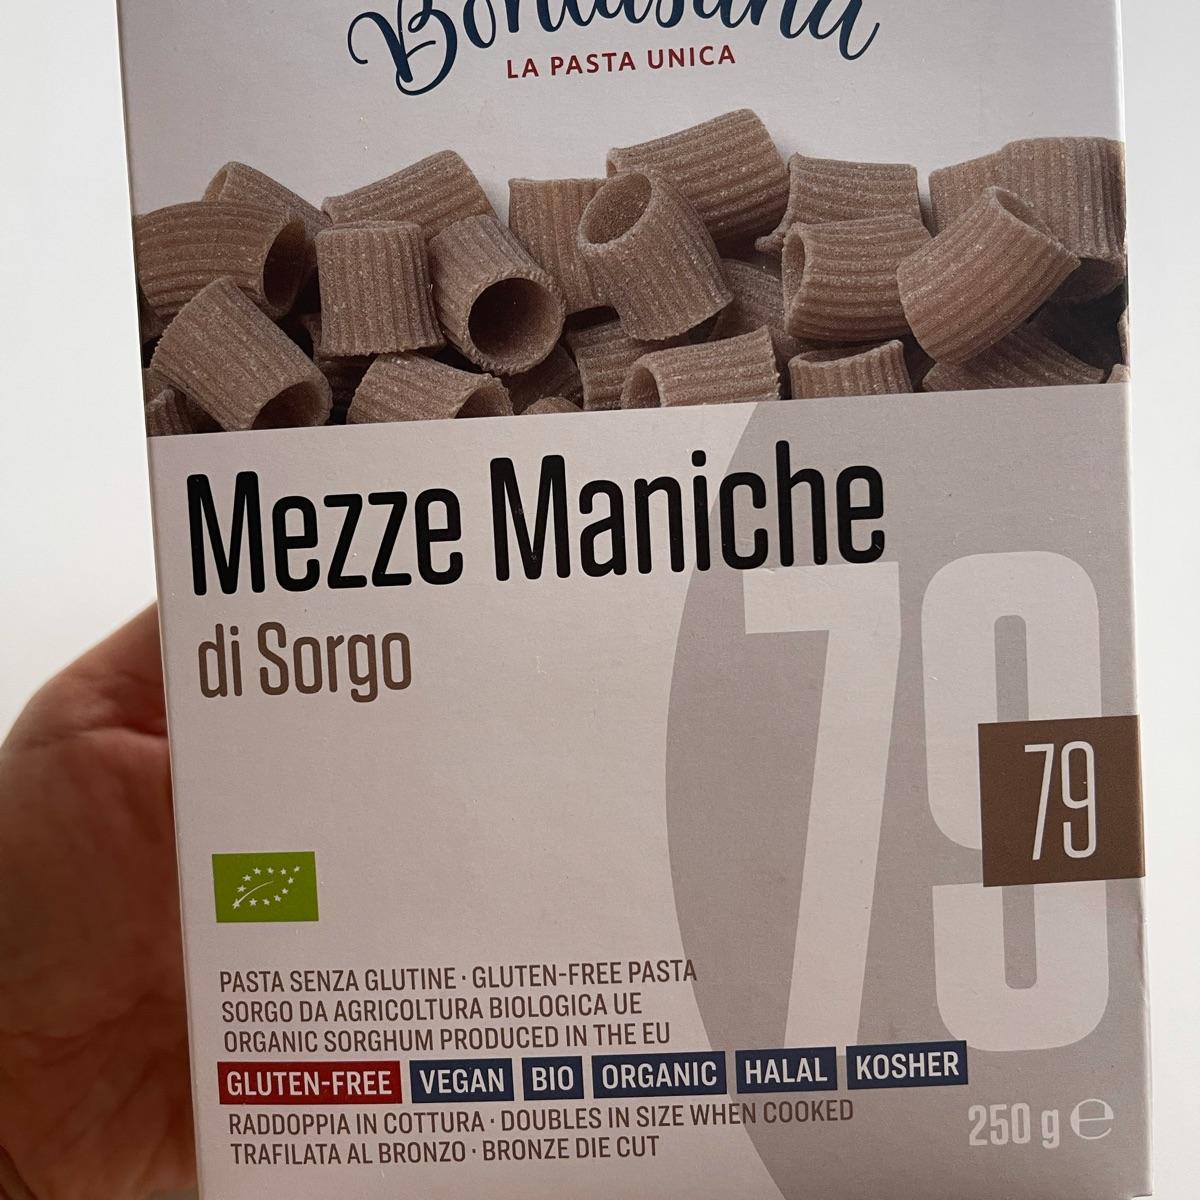 Bontasana
LA PASTA UNICA
Mezze Maniche
di Sorgo
79
79
PASTA SENZA GLUTINE · GLUTEN-FREE PASTA
SORGO DA AGRICOLTURA BIOLOGICA UE
ORGANIC SORGHUM PRODUCED IN THE EU
GLUTEN-FREE VEGAN BIO ORGANIC HALAL KOSHER
RADDOPPIA IN COTTURA · DOUBLES IN SIZE WHEN COOKED
TRAFILATA AL BRONZO · BRONZE DIE CUT
250 g ℮